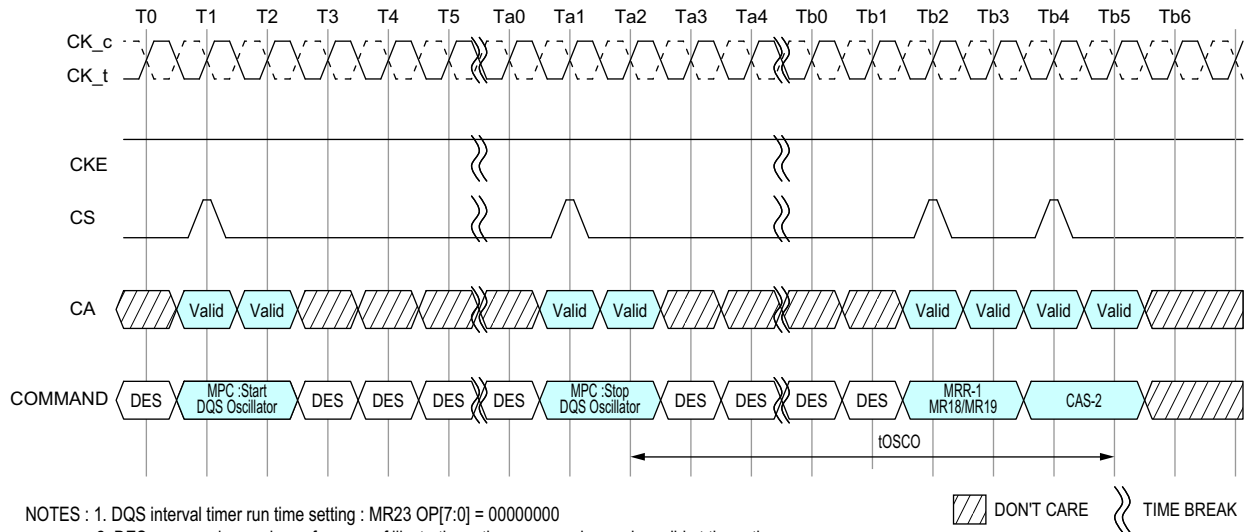 T0 T1 T2 T3 T4 T5 Ta0 Ta1 Ta2 Ta3 Ta4 Tb0 Tb1 Tb2 Tb3 Tb4 Tb5 Tb6
CK_c
CK_t
CKE
CS
CA Valid Valid Valid Valid Valid Valid Valid Valid
COMMAND DES MPC :Start DQS Oscillator DES DES DES DES MPC :Stop DQS Oscillator DES DES DES DES MRR-1 MR18/MR19 CAS-2
tOSCO
DON'T CARE TIME BREAK
NOTES : 1. DQS interval timer run time setting : MR23 OP[7:0] = 00000000